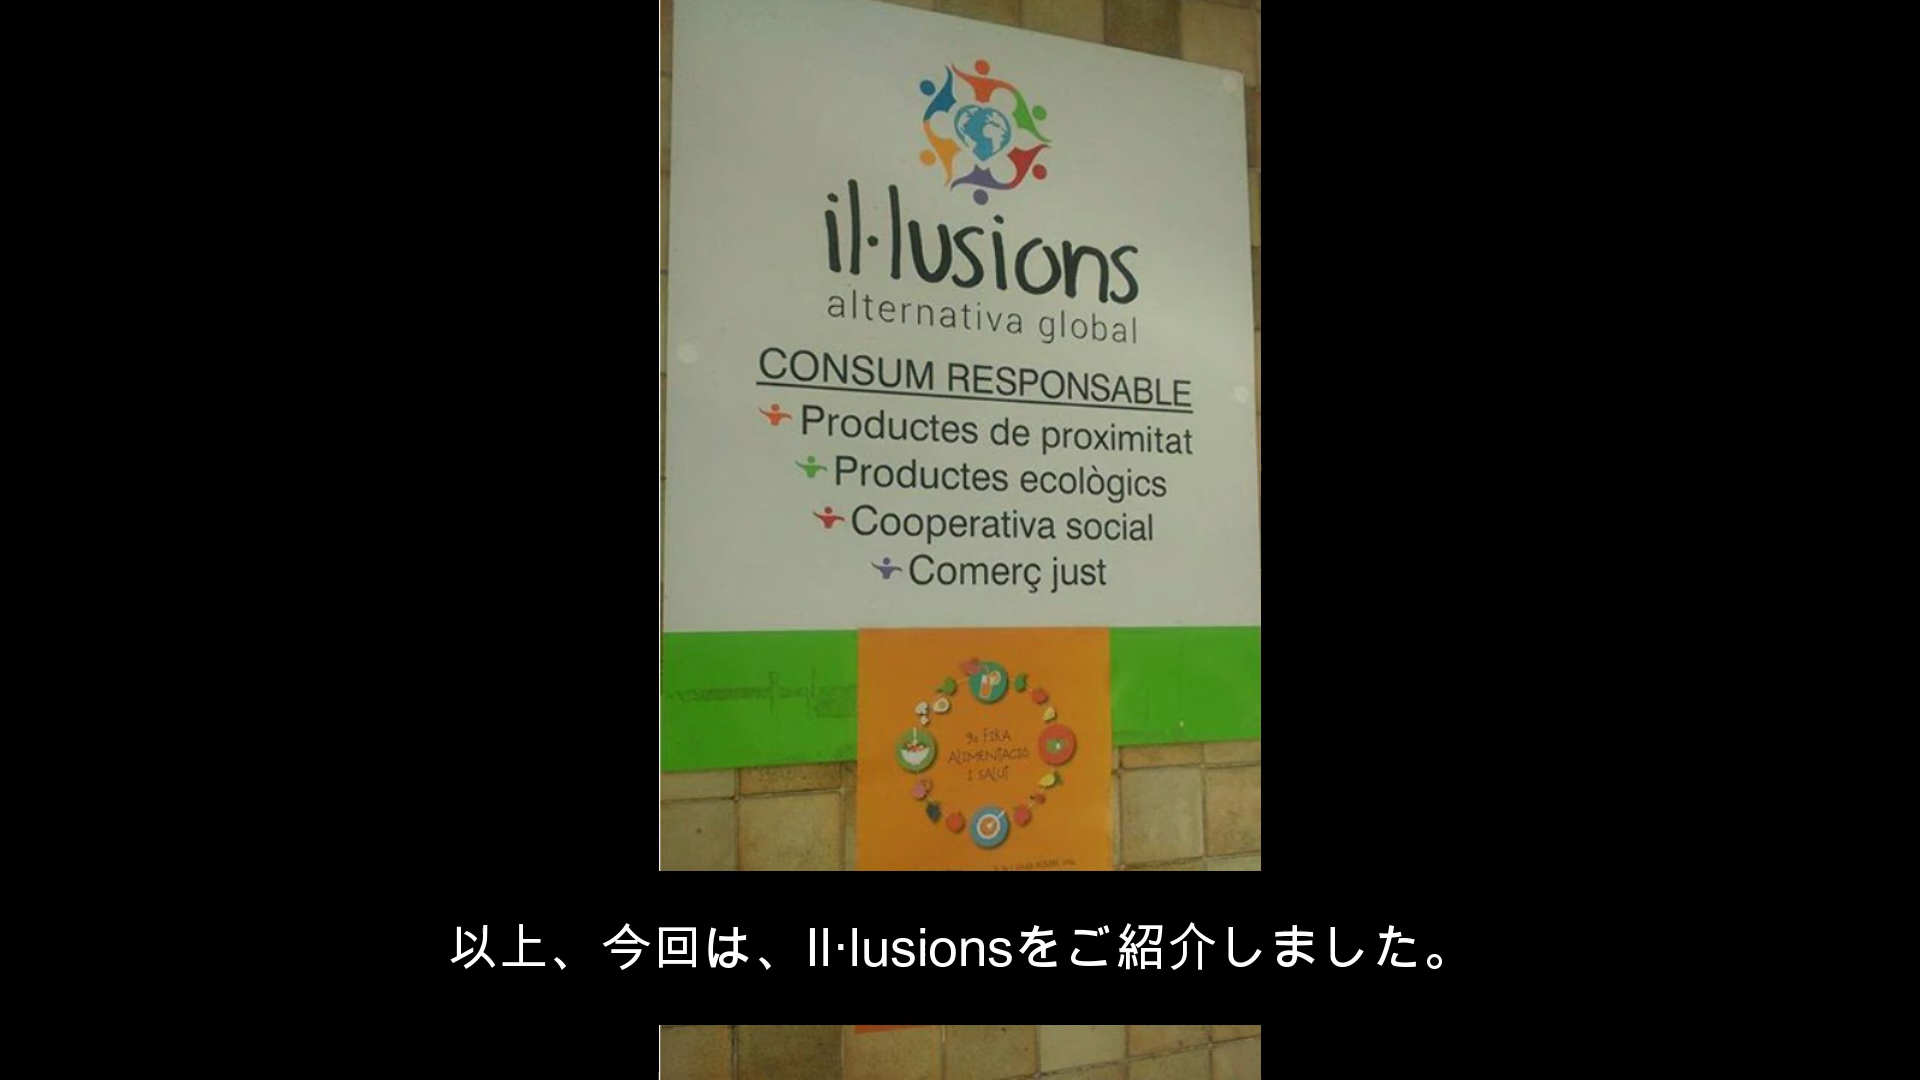 il·lusions
alternativa global
CONSUM RESPONSABLE
Productes de proximitat
Productes ecològics
Cooperativa social
Comerç just
9a FIRA
ALIMENTACIÓ
I SALUT
以上、今回は、Il·lusionsをご紹介しました。